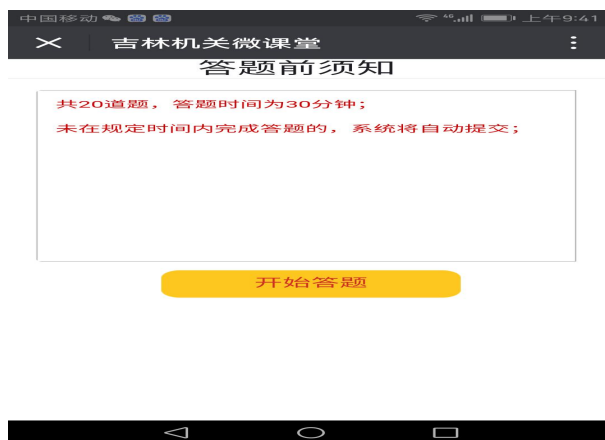 中国移动 上午9:41
吉林机关微课堂
答题前须知
共20道题，答题时间为30分钟；
未在规定时间内完成答题的，系统将自动提交；
开始答题